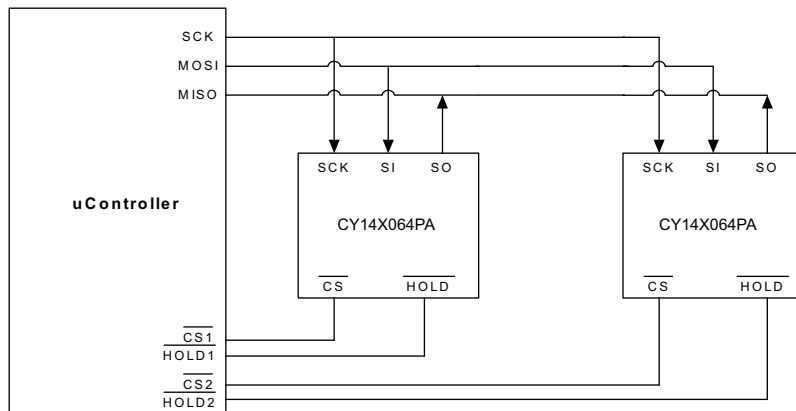 SCK
MOSI
MISO
SCK SI SO
SCK SI SO
uController
CY14X064PA
CY14X064PA
CS HOLD
CS HOLD
CS1
HOLD1
CS2
HOLD2